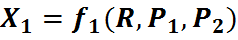 X₁ = f₁(R, P₁, P₂)